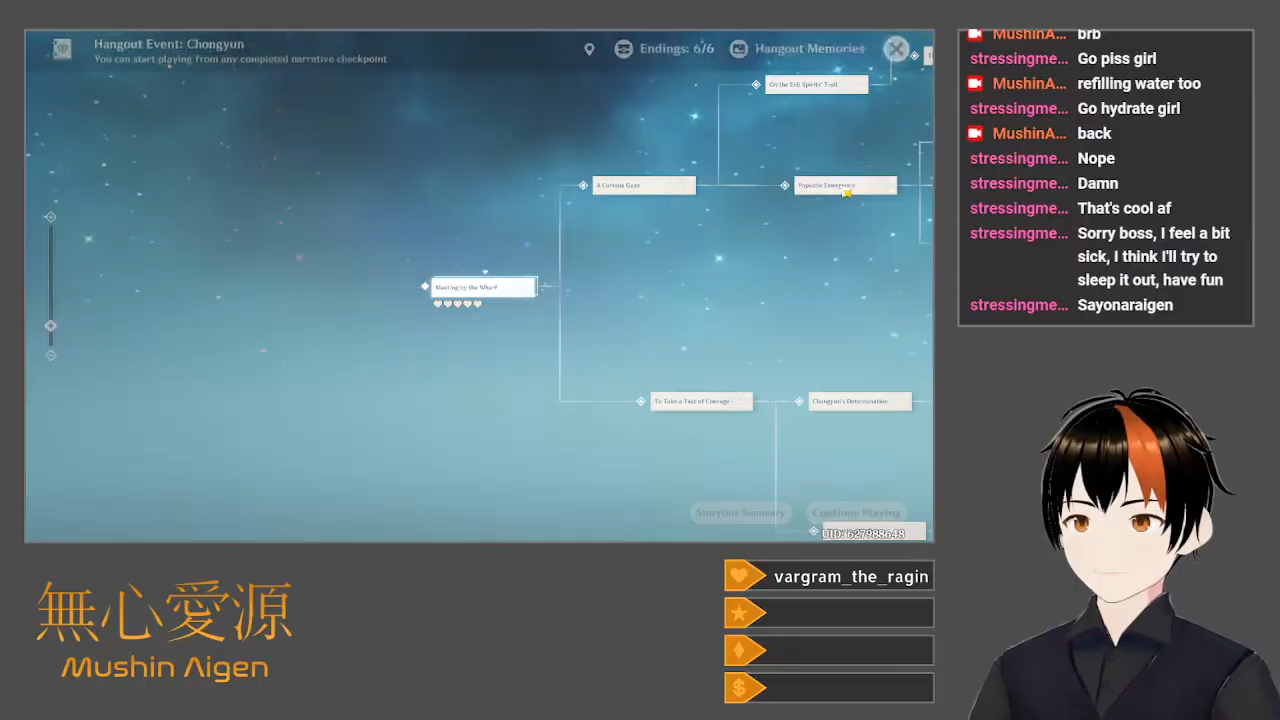 Hangout Event: Chongyun
You can start playing from any completed narrative checkpoint
Endings: 6/6
Hangout Memories
On the Evil Spirits' Trail
A Curious Gaze
Popsicle Emergency
Meeting by the Wharf
To Take a Test of Courage
Chongyun's Determination
Storyline Summary
Continue Playing
UID: 627988648
MushinA... brb
stressingme... Go piss girl
MushinA... refilling water too
stressingme... Go hydrate girl
MushinA... back
stressingme... Nope
stressingme... Damn
stressingme... That's cool af
stressingme... Sorry boss, I feel a bit
sick, I think I'll try to
sleep it out, have fun
stressingme... Sayonaraigen
vargram_the_ragin
無心愛源
Mushin Aigen